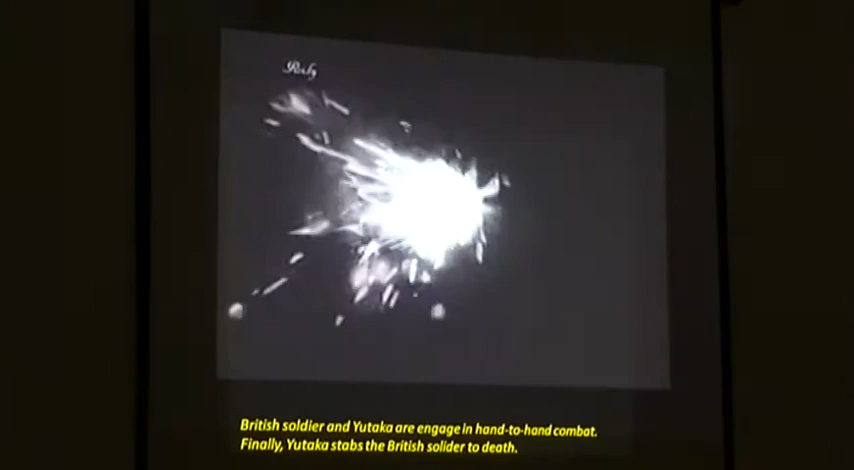 British soldier and Yutaka are engage in hand-to-hand combat.
Finally, Yutaka stabs the British solider to death.